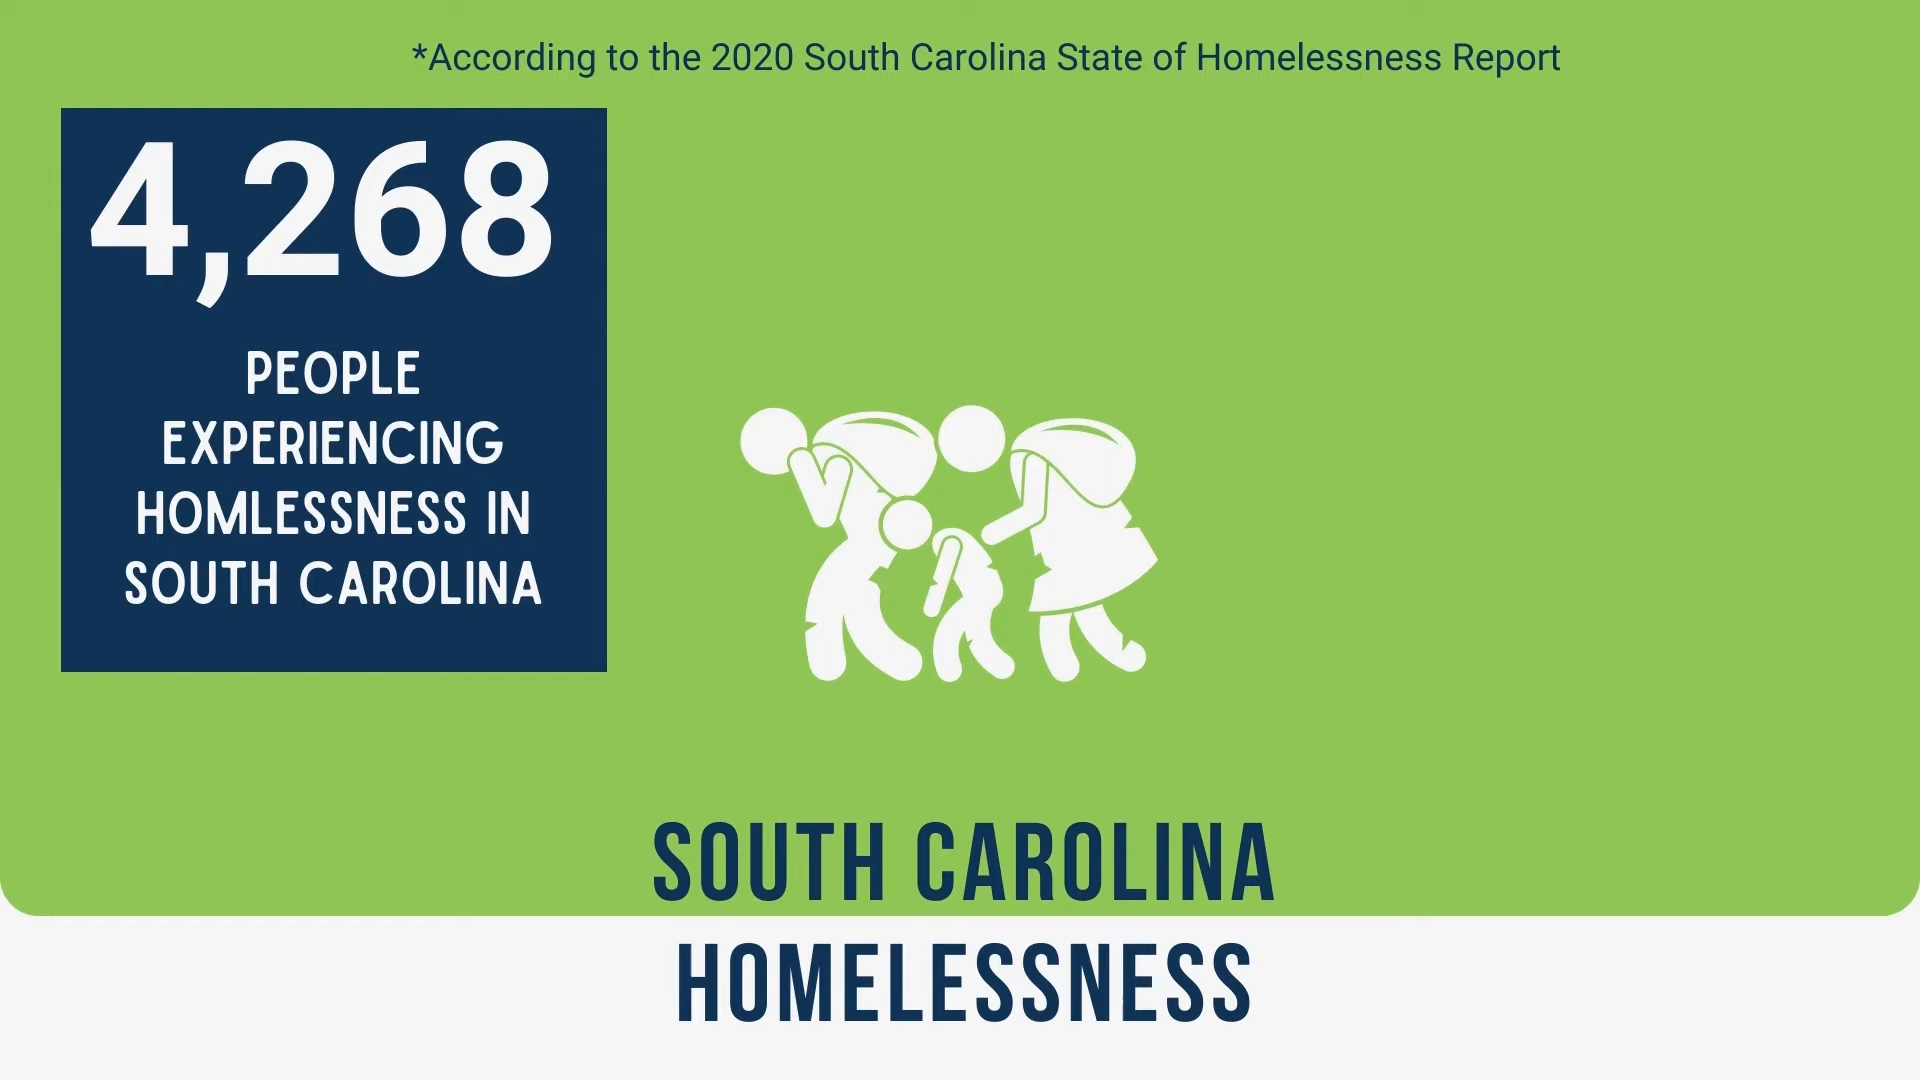 *According to the 2020 South Carolina State of Homelessness Report
4,268
PEOPLE
EXPERIENCING
HOMLESSNESS IN
SOUTH CAROLINA
SOUTH CAROLINA
HOMELESSNESS